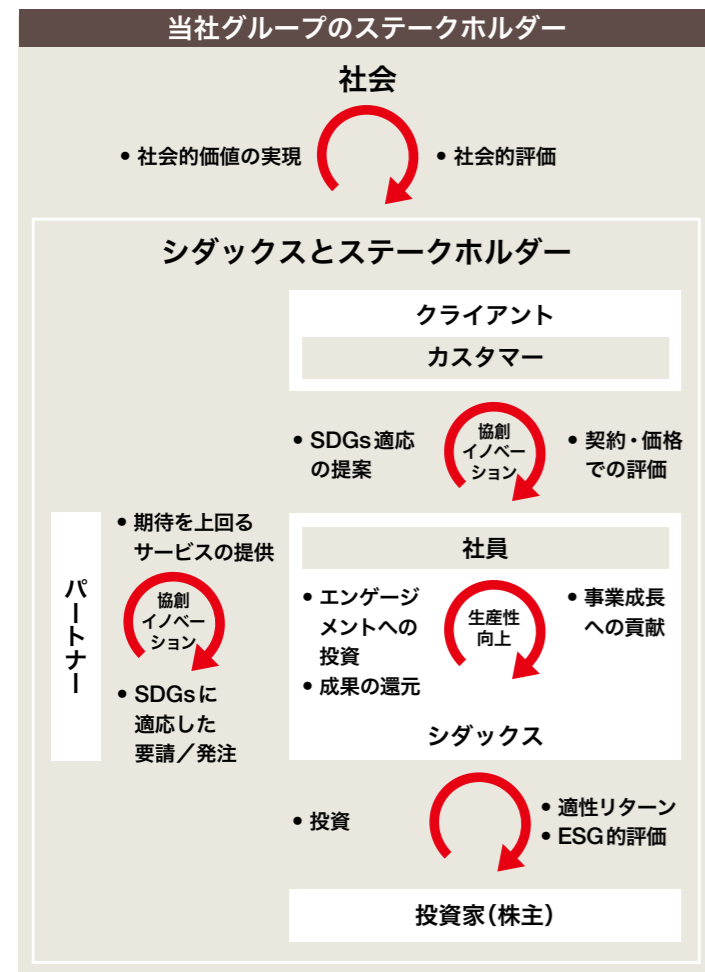 当社グループのステークホルダー
社会
• 社会的価値の実現
• 社会的評価
シダックスとステークホルダー
クライアント
カスタマー
• SDGs適応
の提案
協創
イノベー
ション
• 契約・価格
での評価
パートナー
• 期待を上回る
サービスの提供
協創
イノベー
ション
• SDGsに
適応した
要請／発注
社員
• エンゲージ
メントへの
投資
• 成果の還元
生産性
向上
• 事業成長
への貢献
シダックス
• 投資
• 適性リターン
• ESG的評価
投資家（株主）